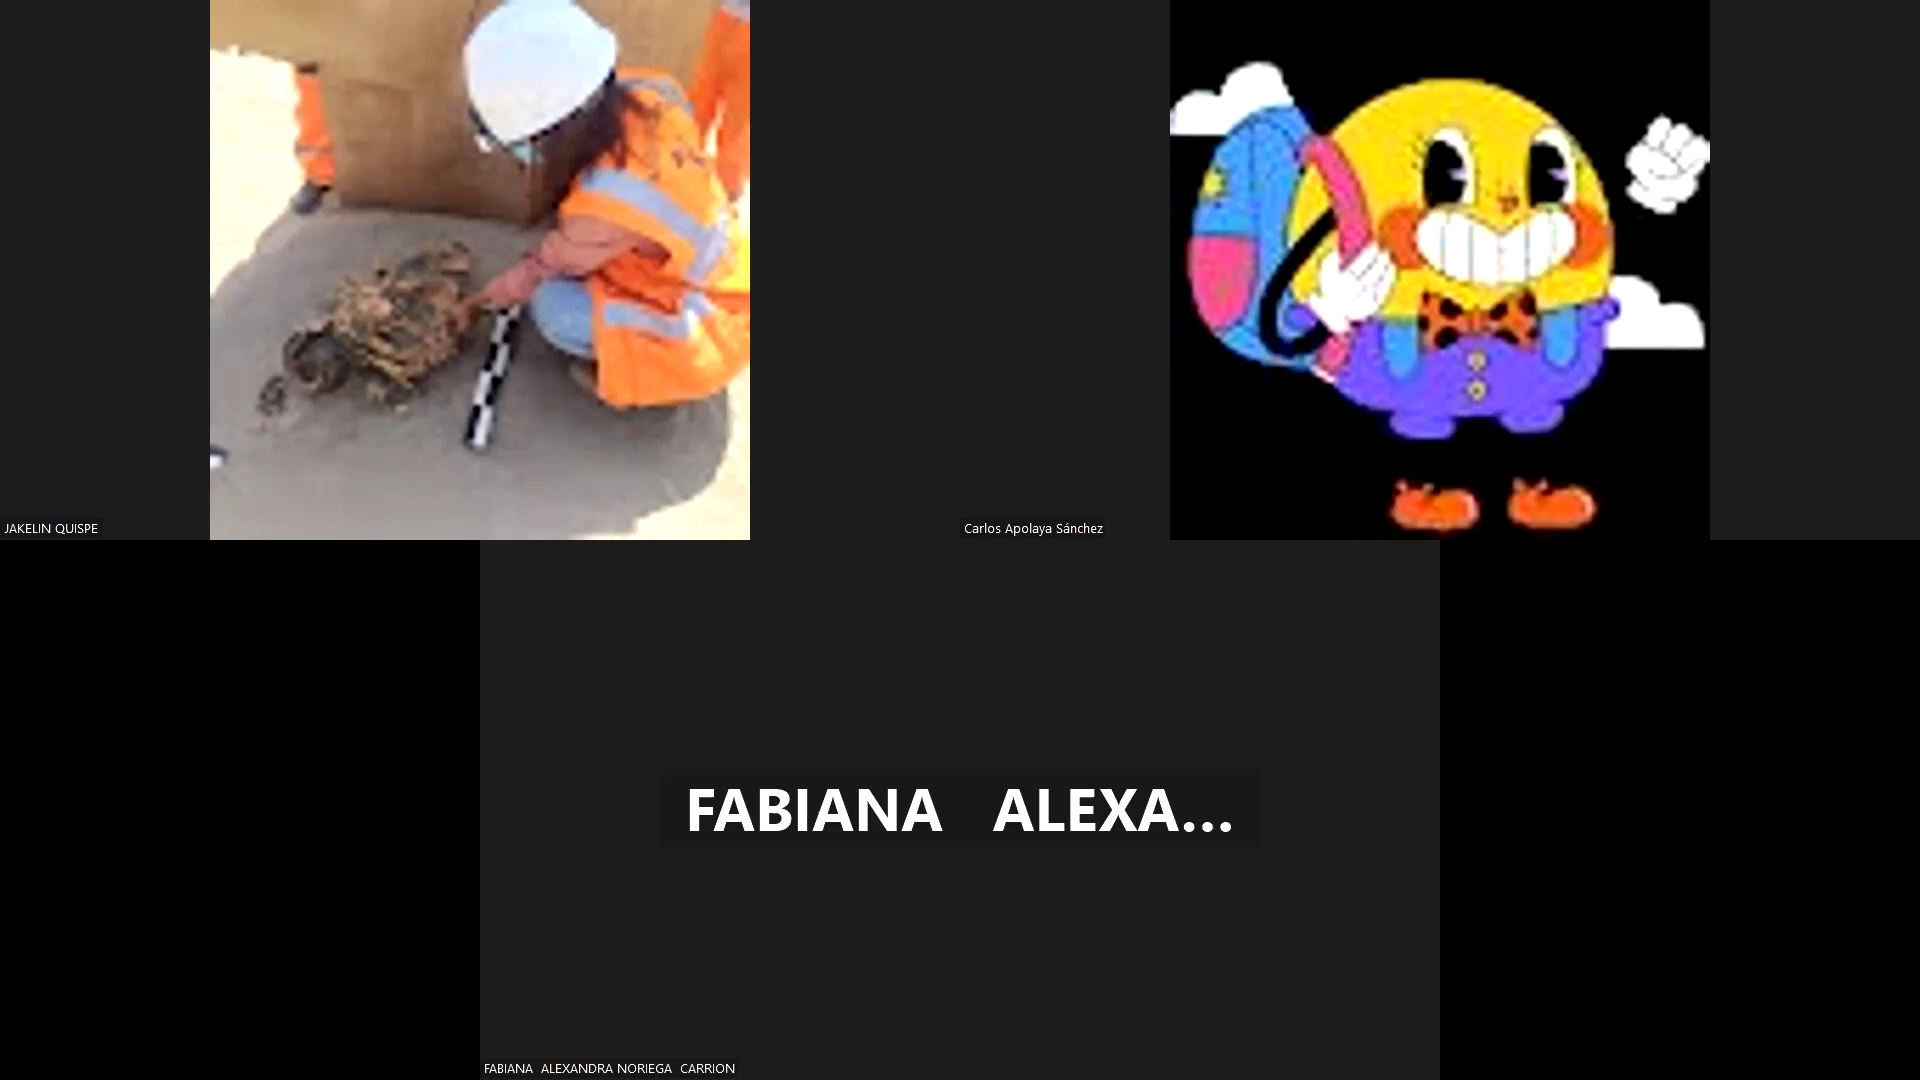 JAKELIN QUISPE
Carlos Apolaya Sánchez
FABIANA ALEXA...
FABIANA ALEXANDRA NORIEGA CARRION